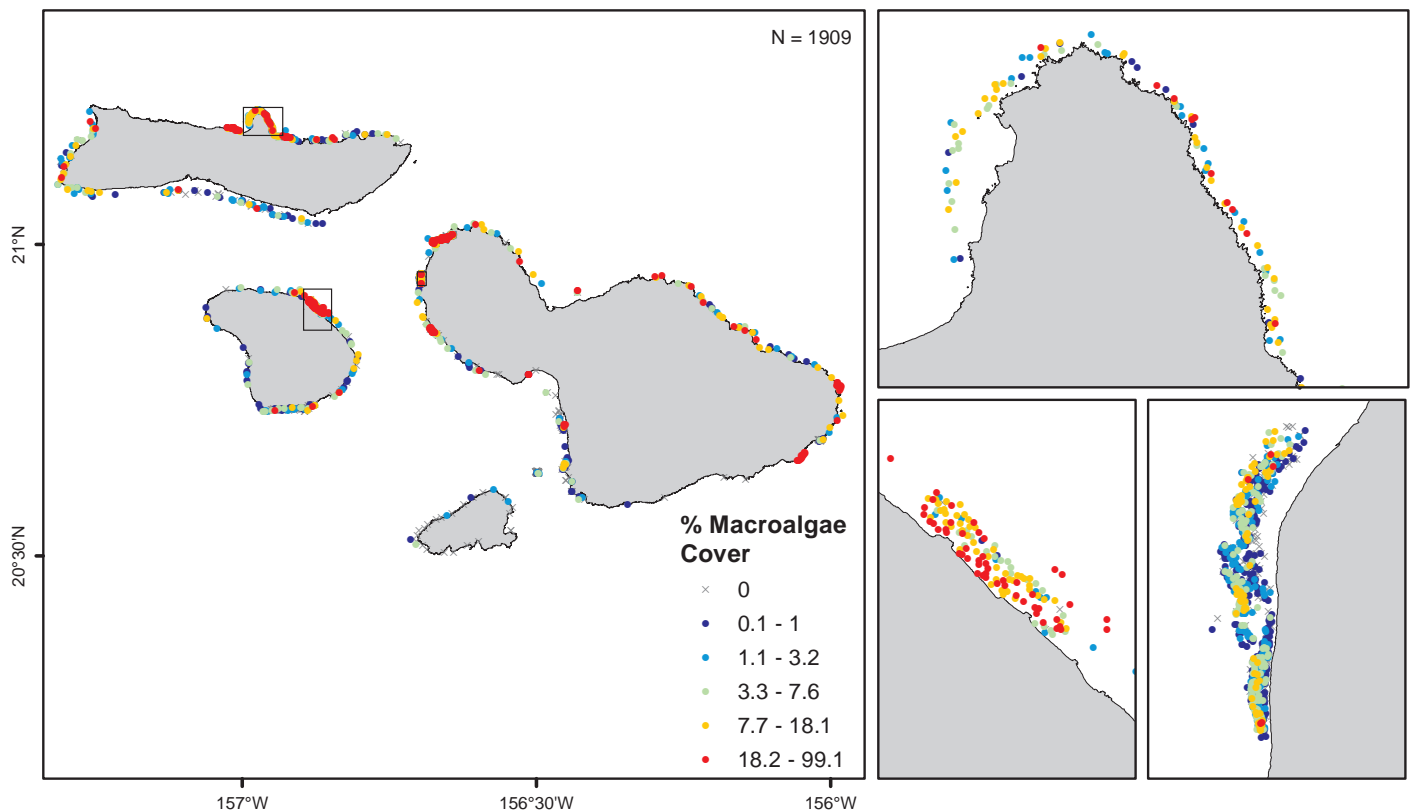 N = 1909
21°N
20°30'N
% Macroalgae
Cover
0
0.1 - 1
1.1 - 3.2
3.3 - 7.6
7.7 - 18.1
18.2 - 99.1
157°W
156°30'W
156°W